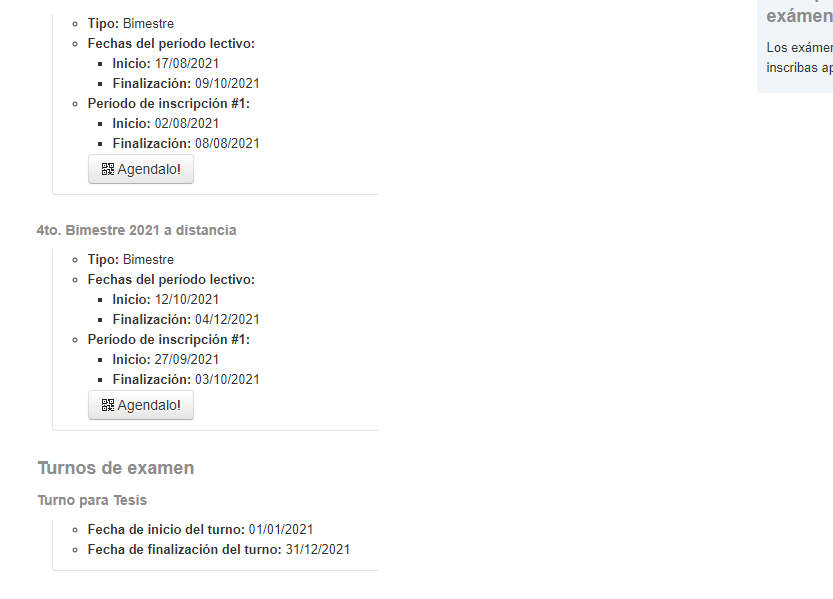 Tipo: Bimestre
Fechas del período lectivo:
Inicio: 17/08/2021
Finalización: 09/10/2021
Período de inscripción #1:
Inicio: 02/08/2021
Finalización: 08/08/2021
Agendalo!
4to. Bimestre 2021 a distancia
Tipo: Bimestre
Fechas del período lectivo:
Inicio: 12/10/2021
Finalización: 04/12/2021
Período de inscripción #1:
Inicio: 27/09/2021
Finalización: 03/10/2021
Agendalo!
Turnos de examen
Turno para Tesis
Fecha de inicio del turno: 01/01/2021
Fecha de finalización del turno: 31/12/2021
exámen
Los exámen
inscribas ap